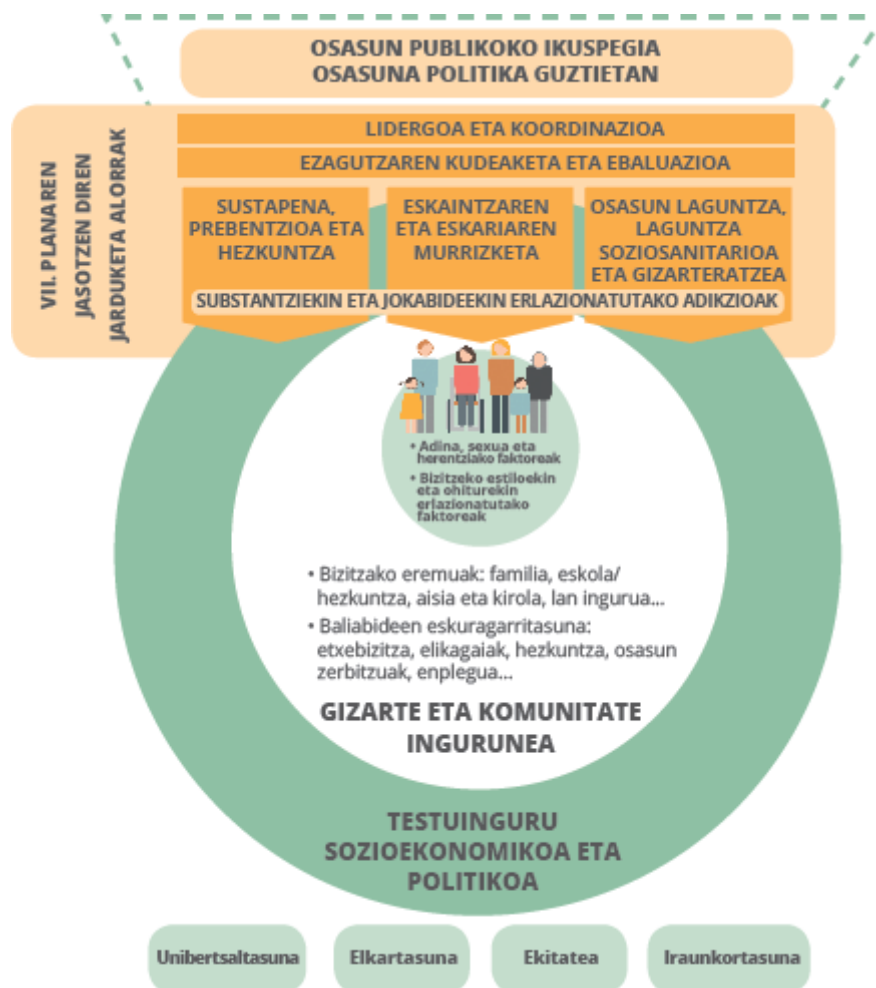 OSASUN PUBLIKOKO IKUSPEGIA
OSASUNA POLITIKA GUZTIETAN
VII. PLANAREN
JASOTZEN DIREN
JARDUKETA ALORRAK
LIDERGOA ETA KOORDINAZIOA
EZAGUTZAREN KUDEAKETA ETA EBALUAZIOA
SUSTAPENA,
PREBENTZIOA ETA
HEZKUNTZA
ESKAINTZAREN
ETA ESKARIAREN
MURRIZKETA
OSASUN LAGUNTZA,
LAGUNTZA
SOZIOSANITARIOA
ETA GIZARTERATZEA
SUBSTANTZIEKIN ETA JOKABIDEEKIN ERLAZIONATUTAKO ADIKZIOAK
• Adina, sexua eta
herentziako faktoreak
• Bizitzeko estiloekin
eta ohiturekin
erlazionatutako
faktoreak
• Bizitzako eremuak: familia, eskola/
hezkuntza, aisia eta kirola, lan ingurua...
• Baliabideen eskuragarritasuna:
etxebizitza, elikagaiak, hezkuntza, osasun
zerbitzuak, enplegua...
GIZARTE ETA KOMUNITATE
INGURUNEA
TESTUINGURU
SOZIOEKONOMIKOA ETA
POLITIKOA
Unibertsaltasuna
Elkartasuna
Ekitatea
Iraunkortasuna